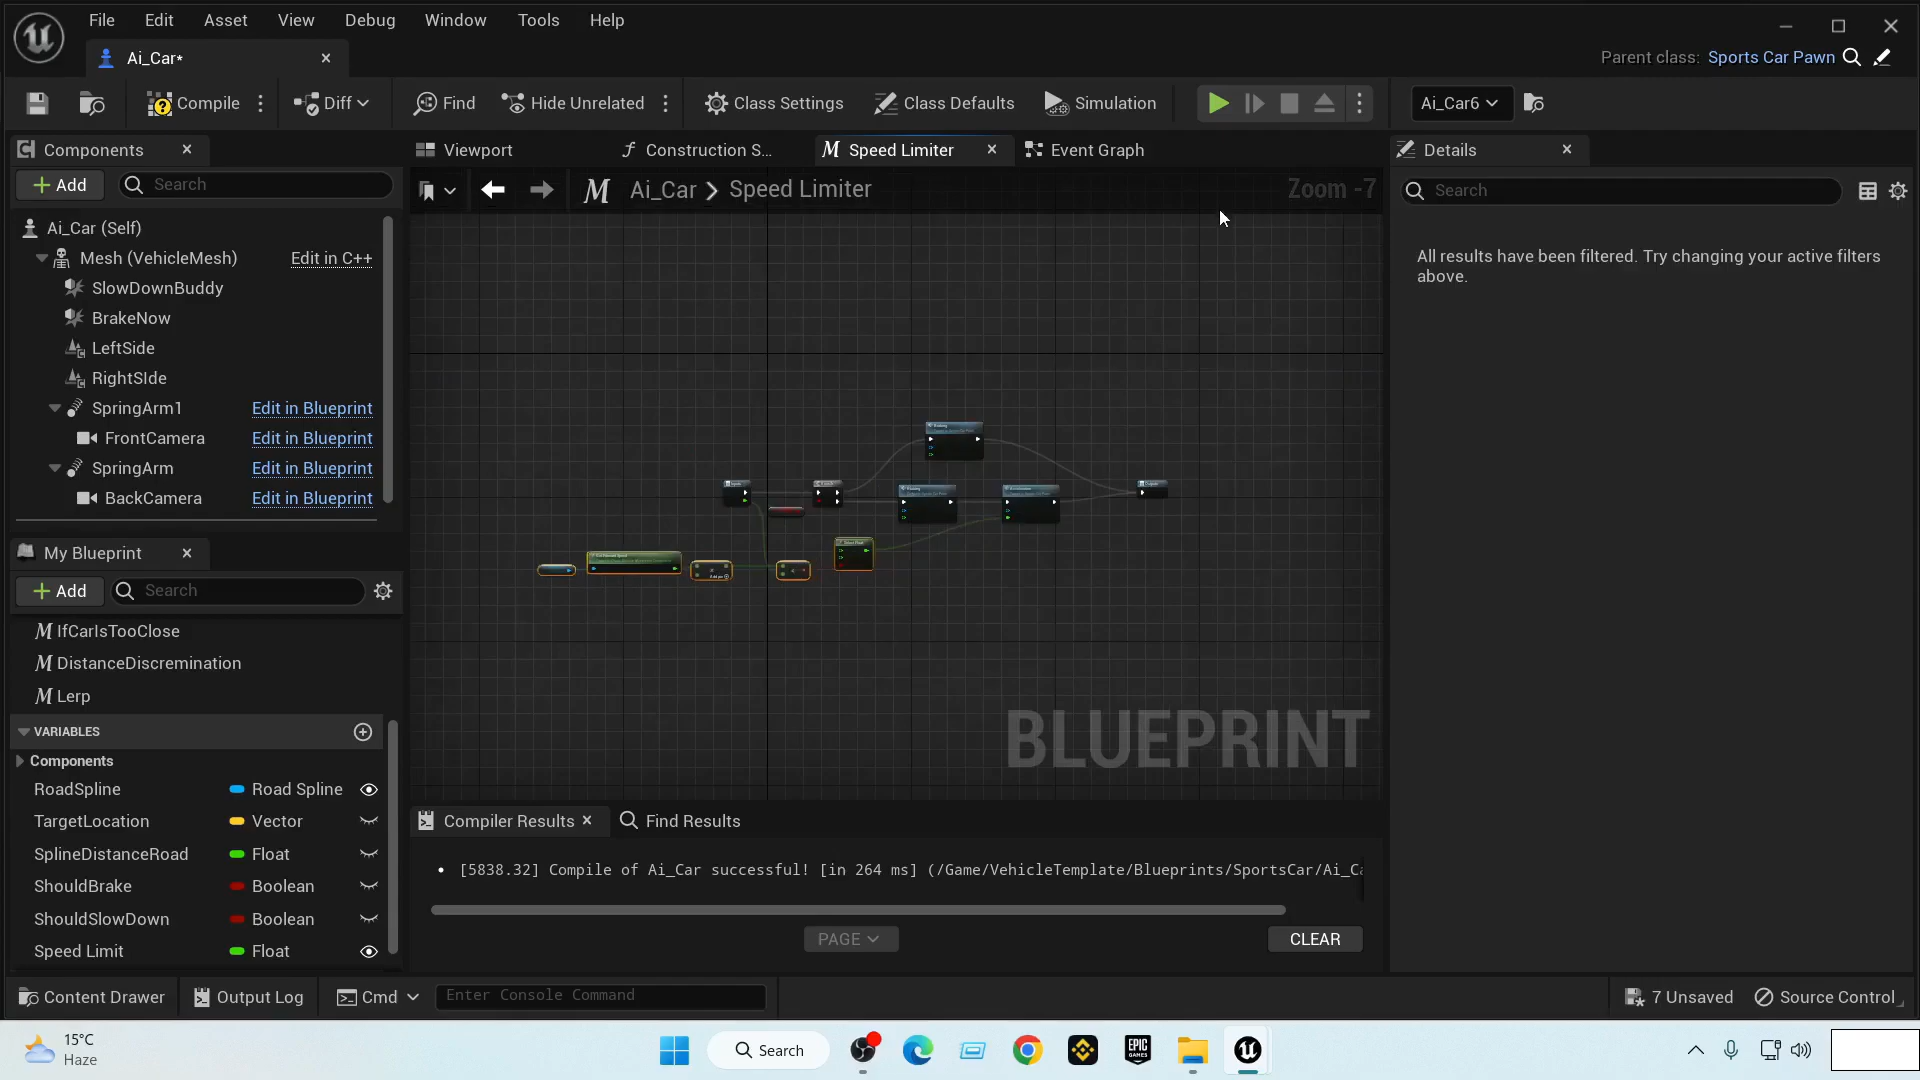 File Edit Asset View Debug Window Tools Help
Ai_Car*
Parent class: Sports Car Pawn
Compile Diff Find Hide Unrelated Class Settings Class Defaults Simulation Ai_Car6
Components
Viewport Construction S... Speed Limiter Event Graph
Details
Add Search
Ai_Car Speed Limiter Zoom -7
Search
Ai_Car (Self)
Mesh (VehicleMesh) Edit in C++
SlowDownBuddy
BrakeNow
LeftSide
RightSIde
SpringArm1 Edit in Blueprint
FrontCamera Edit in Blueprint
SpringArm Edit in Blueprint
BackCamera Edit in Blueprint
All results have been filtered. Try changing your active filters
above.
My Blueprint
Add Search
IfCarIsTooClose
DistanceDiscrimination
Lerp
VARIABLES
Components
RoadSpline Road Spline
TargetLocation Vector
SplineDistanceRoad Float
ShouldBrake Boolean
ShouldSlowDown Boolean
Speed Limit Float
BLUEPRINT
Compiler Results Find Results
[5838.32] Compile of Ai_Car successful! [in 264 ms] (/Game/VehicleTemplate/Blueprints/SportsCar/Ai_Ca
PAGE CLEAR
Content Drawer Output Log Cmd Enter Console Command 7 Unsaved Source Control
15°C
Haze
Search
EPIC
GAMES